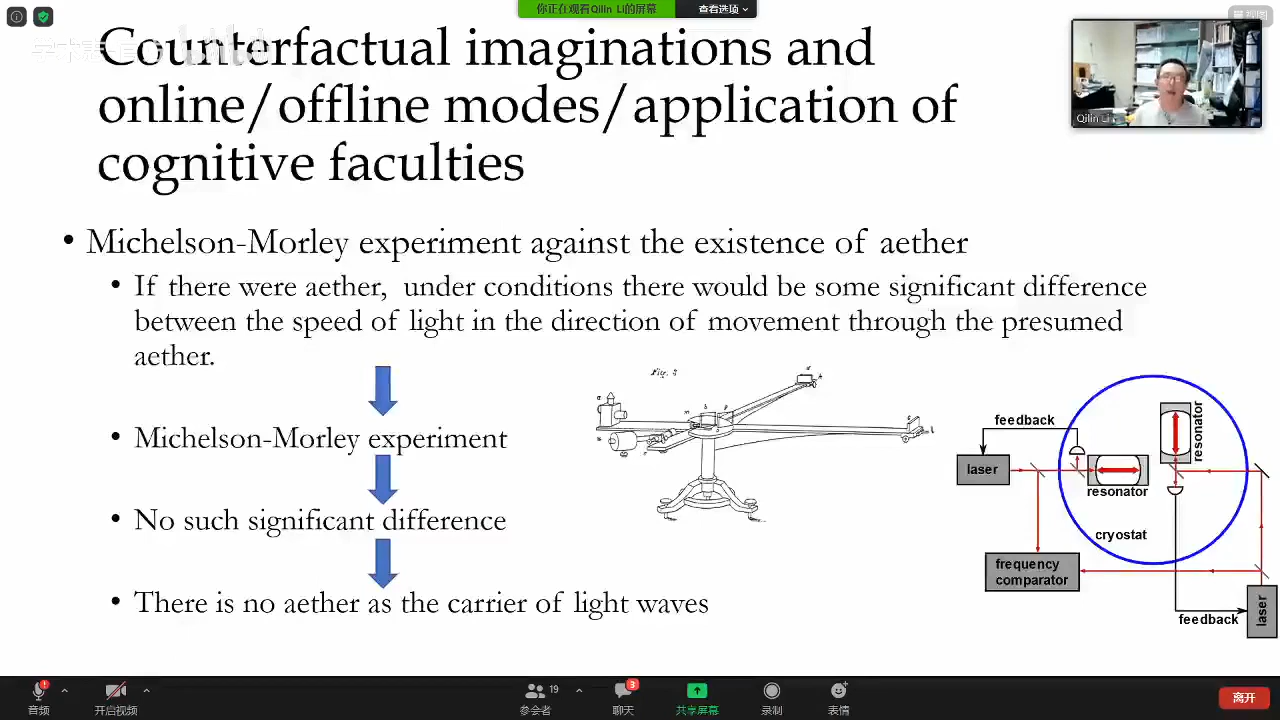 你正在观看Qilin Li的屏幕
查看选项
视图
Qilin Li
Counterfactual imaginations and
online/offline modes/application of
cognitive faculties
• Michelson-Morley experiment against the existence of aether
• If there were aether, under conditions there would be some significant difference
between the speed of light in the direction of movement through the presumed
aether.
• Michelson-Morley experiment
• No such significant difference
• There is no aether as the carrier of light waves
feedback
laser
resonator
resonator
cryostat
frequency
comparator
feedback
laser
音频
开启视频
19
参会者
3
聊天
共享屏幕
录制
表情
离开